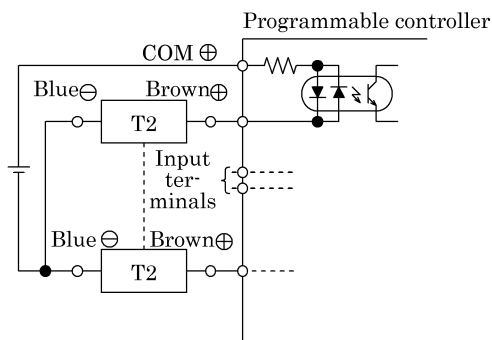 Programmable controller
COM ⊕
Blue⊖ Brown⊕
T2
Input
ter-
minals
Blue⊖ Brown⊕
T2